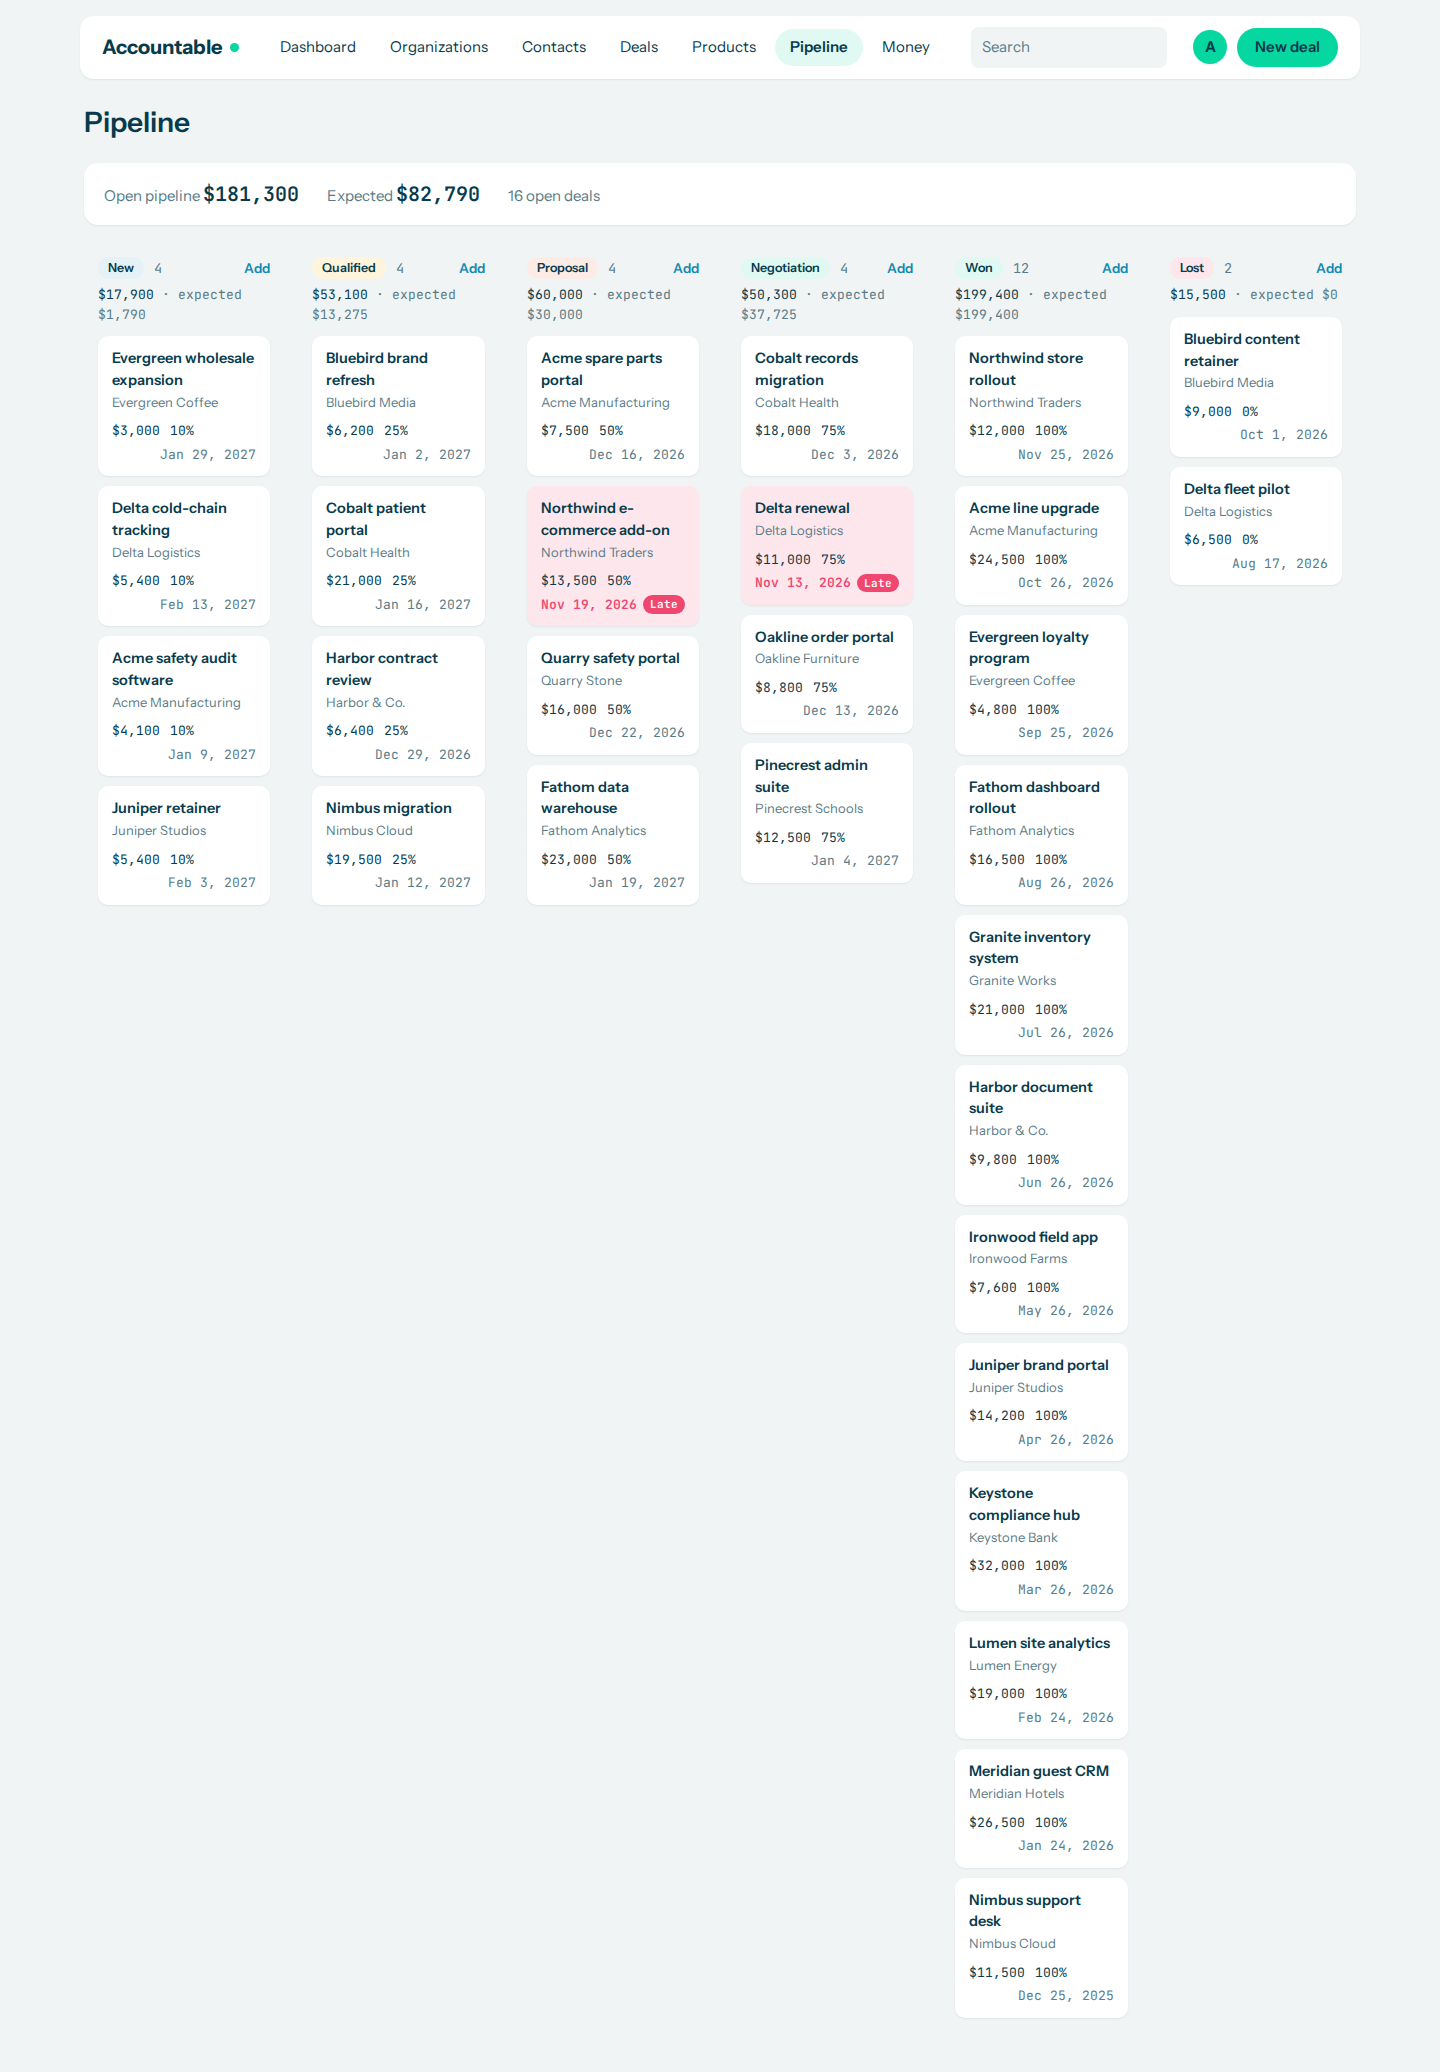 Accountable
Dashboard
Organizations
Contacts
Deals
Products
Pipeline
Money
Search
A
New deal
Pipeline
Open pipeline $181,300
Expected $82,790
16 open deals
New 4 Add
$17,900 · expected
$1,790
Evergreen wholesale
expansion
Evergreen Coffee
$3,000 10%
Jan 29, 2027
Delta cold-chain
tracking
Delta Logistics
$5,400 10%
Feb 13, 2027
Acme safety audit
software
Acme Manufacturing
$4,100 10%
Jan 9, 2027
Juniper retainer
Juniper Studios
$5,400 10%
Feb 3, 2027
Qualified 4 Add
$53,100 · expected
$13,275
Bluebird brand
refresh
Bluebird Media
$6,200 25%
Jan 2, 2027
Cobalt patient
portal
Cobalt Health
$21,000 25%
Jan 16, 2027
Harbor contract
review
Harbor & Co.
$6,400 25%
Dec 29, 2026
Nimbus migration
Nimbus Cloud
$19,500 25%
Jan 12, 2027
Proposal 4 Add
$60,000 · expected
$30,000
Acme spare parts
portal
Acme Manufacturing
$7,500 50%
Dec 16, 2026
Northwind e-
commerce add-on
Northwind Traders
$13,500 50%
Nov 19, 2026 Late
Quarry safety portal
Quarry Stone
$16,000 50%
Dec 22, 2026
Fathom data
warehouse
Fathom Analytics
$23,000 50%
Jan 19, 2027
Negotiation 4 Add
$50,300 · expected
$37,725
Cobalt records
migration
Cobalt Health
$18,000 75%
Dec 3, 2026
Delta renewal
Delta Logistics
$11,000 75%
Nov 13, 2026 Late
Oakline order portal
Oakline Furniture
$8,800 75%
Dec 13, 2026
Pinecrest admin
suite
Pinecrest Schools
$12,500 75%
Jan 4, 2027
Won 12 Add
$199,400 · expected
$199,400
Northwind store
rollout
Northwind Traders
$12,000 100%
Nov 25, 2026
Acme line upgrade
Acme Manufacturing
$24,500 100%
Oct 26, 2026
Evergreen loyalty
program
Evergreen Coffee
$4,800 100%
Sep 25, 2026
Fathom dashboard
rollout
Fathom Analytics
$16,500 100%
Aug 26, 2026
Granite inventory
system
Granite Works
$21,000 100%
Jul 26, 2026
Harbor document
suite
Harbor & Co.
$9,800 100%
Jun 26, 2026
Ironwood field app
Ironwood Farms
$7,600 100%
May 26, 2026
Juniper brand portal
Juniper Studios
$14,200 100%
Apr 26, 2026
Keystone
compliance hub
Keystone Bank
$32,000 100%
Mar 26, 2026
Lumen site analytics
Lumen Energy
$19,000 100%
Feb 24, 2026
Meridian guest CRM
Meridian Hotels
$26,500 100%
Jan 24, 2026
Nimbus support
desk
Nimbus Cloud
$11,500 100%
Dec 25, 2025
Lost 2 Add
$15,500 · expected $0
Bluebird content
retainer
Bluebird Media
$9,000 0%
Oct 1, 2026
Delta fleet pilot
Delta Logistics
$6,500 0%
Aug 17, 2026